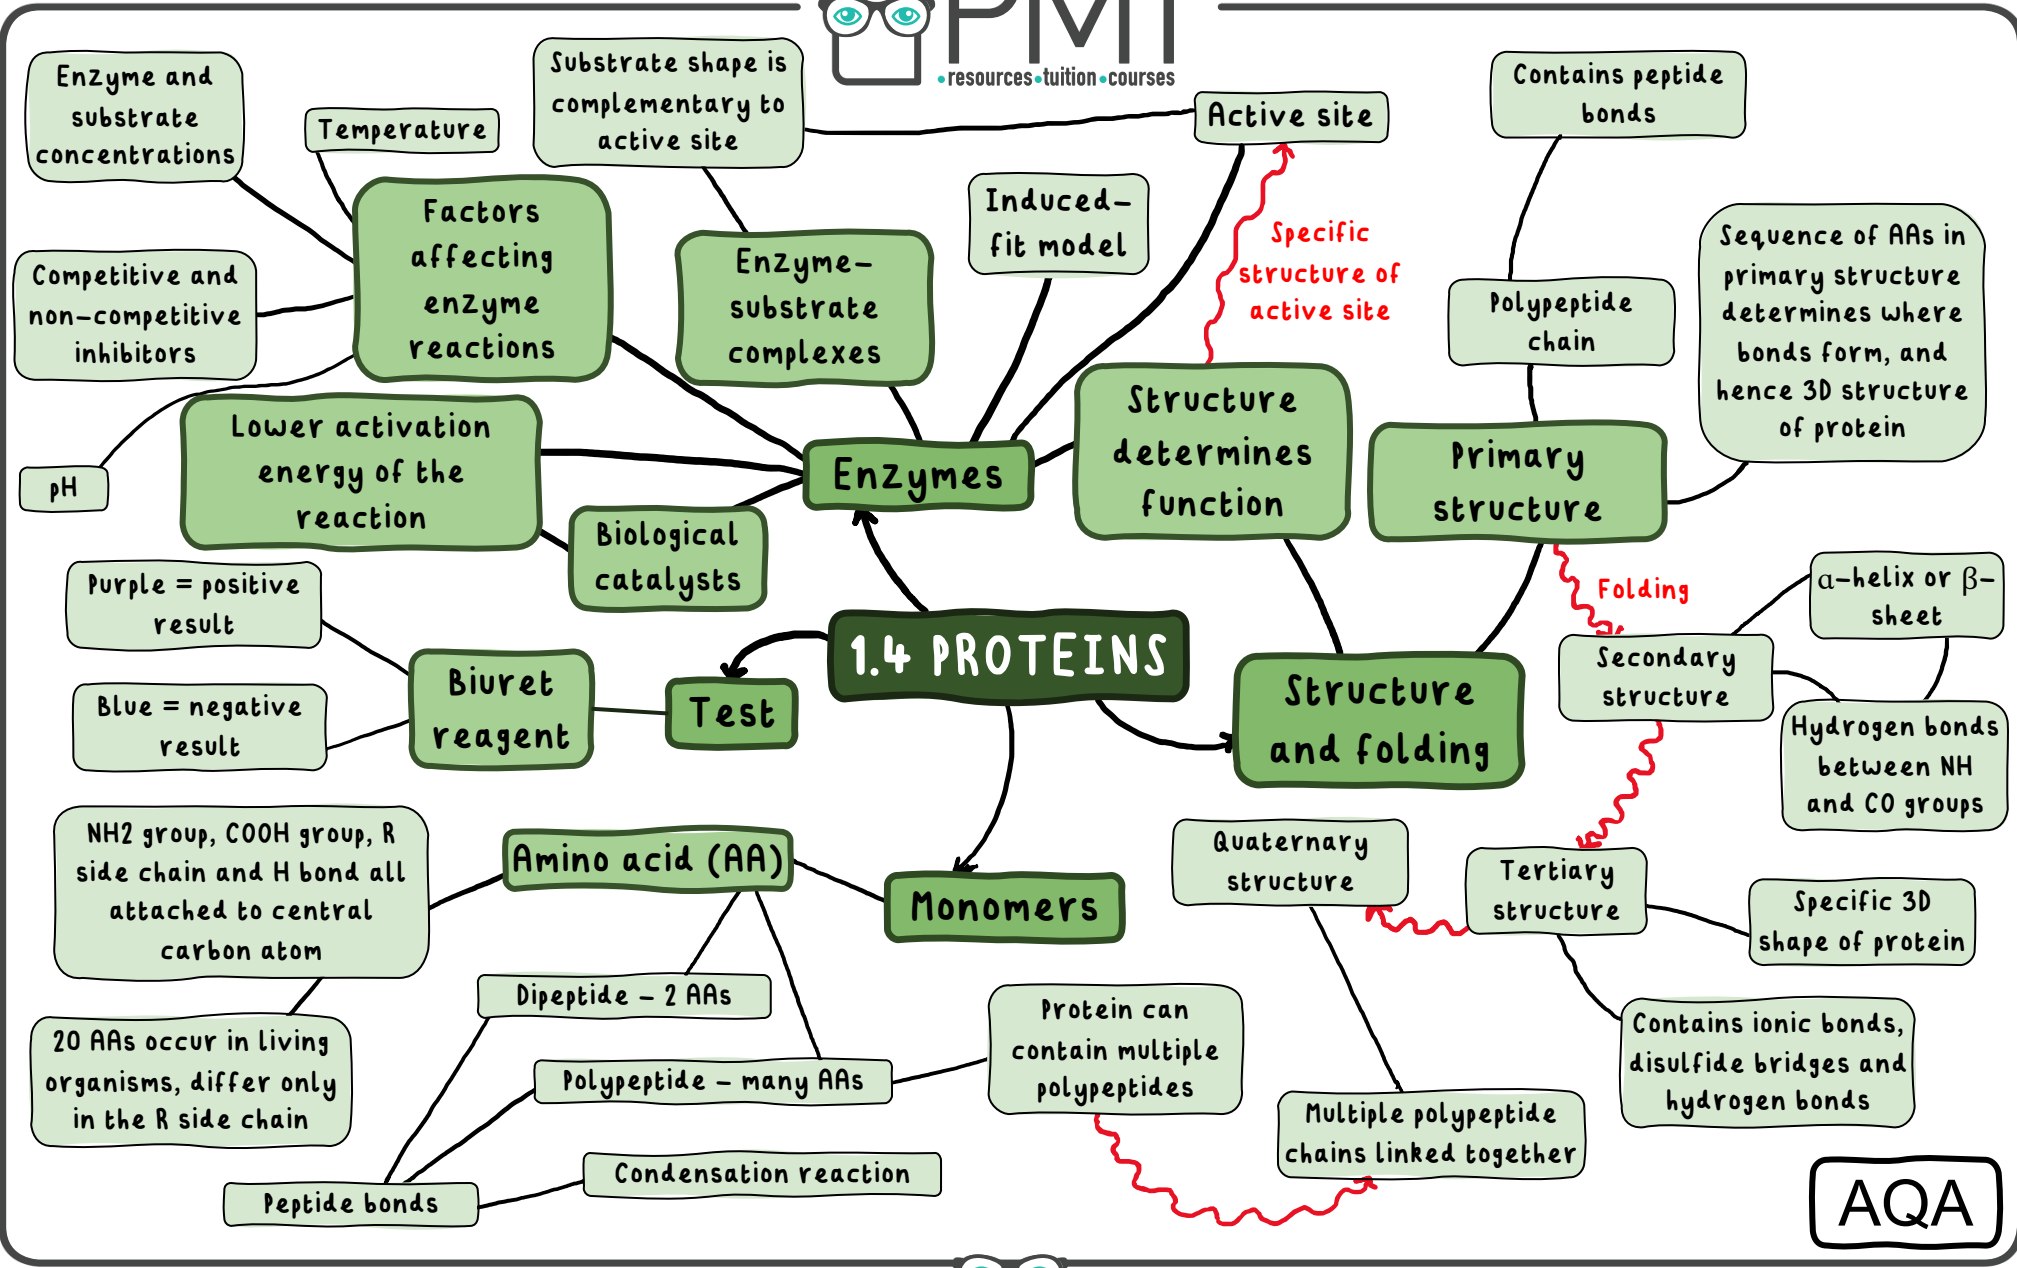 PMT
•resources•tuition•courses
Enzyme and
substrate
concentrations
Temperature
Substrate shape is
complementary to
active site
Active site
Contains peptide
bonds
Factors
affecting
enzyme
reactions
Competitive and
non-competitive
inhibitors
pH
Enzyme-
substrate
complexes
Induced-
fit model
Specific
structure of
active site
Polypeptide
chain
Sequence of AAs in
primary structure
determines where
bonds form, and
hence 3D structure
of protein
Lower activation
energy of the
reaction
Biological
catalysts
Enzymes
Structure
determines
function
Primary
structure
Folding
α-helix or β-
sheet
Secondary
structure
Hydrogen bonds
between NH
and CO groups
Purple = positive
result
Blue = negative
result
Biuret
reagent
Test
1.4 PROTEINS
Structure
and folding
NH2 group, COOH group, R
side chain and H bond all
attached to central
carbon atom
Amino acid (AA)
Monomers
Quaternary
structure
Tertiary
structure
Specific 3D
shape of protein
20 AAs occur in living
organisms, differ only
in the R side chain
Dipeptide - 2 AAs
Polypeptide - many AAs
Protein can
contain multiple
polypeptides
Contains ionic bonds,
disulfide bridges and
hydrogen bonds
Multiple polypeptide
chains linked together
Condensation reaction
Peptide bonds
AQA